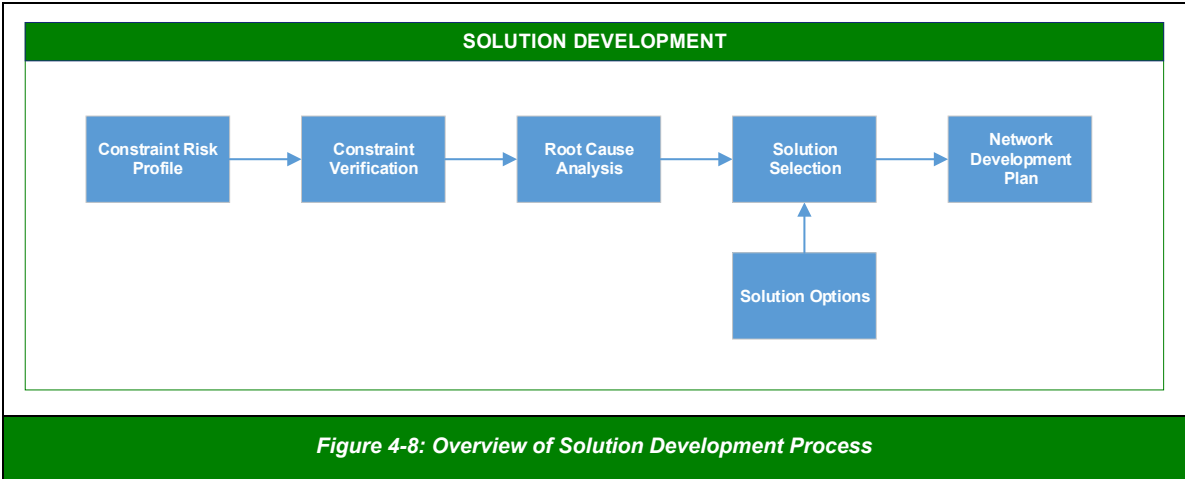 SOLUTION DEVELOPMENT
Constraint Risk
Profile
Constraint
Verification
Root Cause
Analysis
Solution
Selection
Network
Development
Plan
Solution Options
Figure 4-8: Overview of Solution Development Process